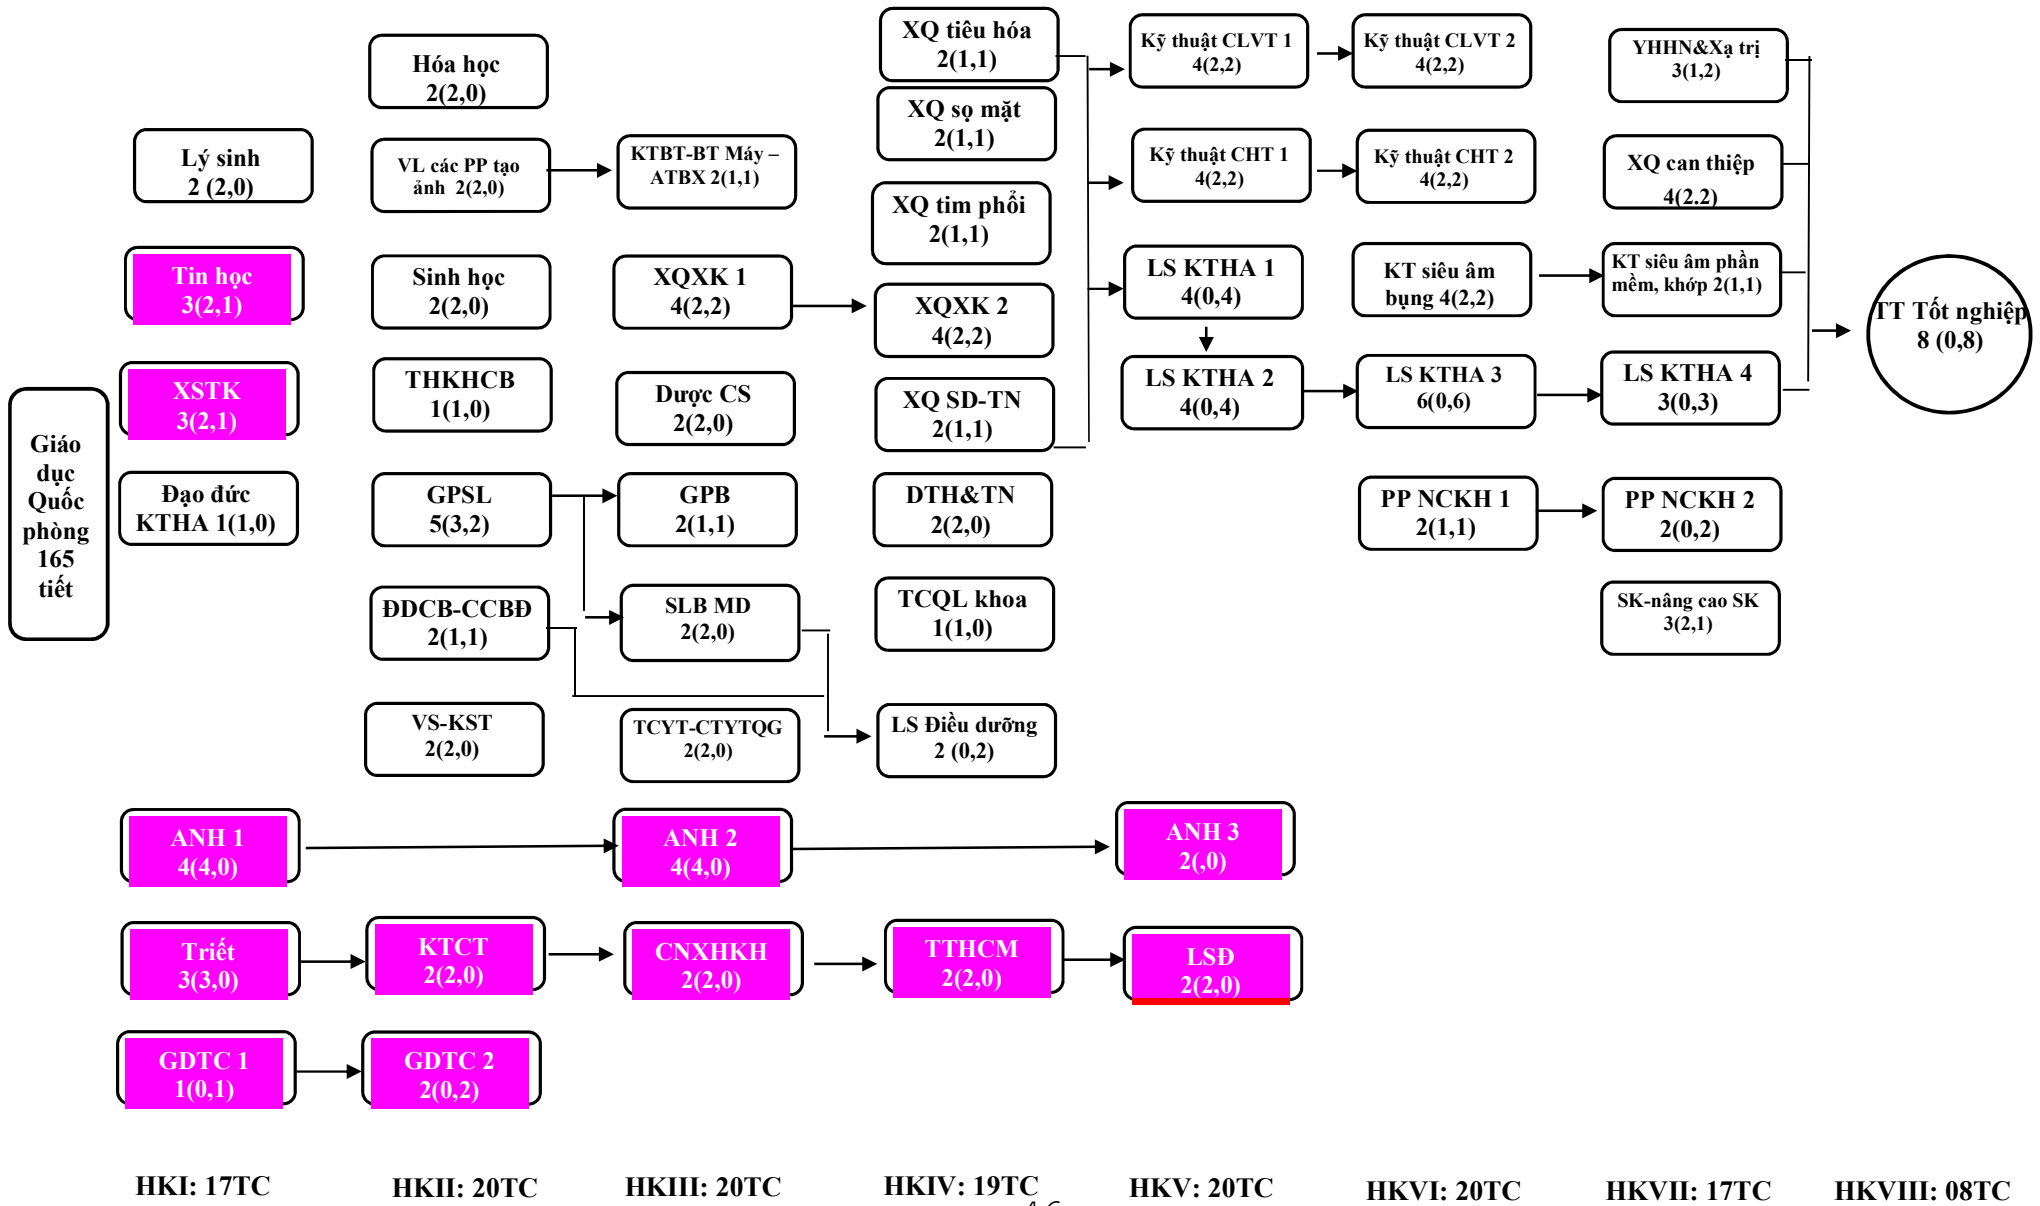 Giáo
dục
Quốc
phòng
165
tiết
Lý sinh
2 (2,0)
Tin học
3(2,1)
XSTK
3(2,1)
Đạo đức
KTHA 1(1,0)
ANH 1
4(4,0)
Triết
3(3,0)
GDTC 1
1(0,1)
HKI: 17TC
Hóa học
2(2,0)
VL các PP tạo
ảnh 2(2,0)
Sinh học
2(2,0)
THKHCB
1(1,0)
GPSL
5(3,2)
ĐDCB-CCBĐ
2(1,1)
VS-KST
2(2,0)
KTCT
2(2,0)
GDTC 2
2(0,2)
HKII: 20TC
KTBT-BT Máy –
ATBX 2(1,1)
XQXK 1
4(2,2)
Dược CS
2(2,0)
GPB
2(1,1)
SLB MD
2(2,0)
TCYT-CTYTQG
2(2,0)
ANH 2
4(4,0)
CNXHKH
2(2,0)
HKIII: 20TC
XQ tiêu hóa
2(1,1)
XQ sọ mặt
2(1,1)
XQ tim phổi
2(1,1)
XQXK 2
4(2,2)
XQ SD-TN
2(1,1)
DTH&TN
2(2,0)
TCQL khoa
1(1,0)
LS Điều dưỡng
2 (0,2)
TTHCM
2(2,0)
HKIV: 19TC
Kỹ thuật CLVT 1
4(2,2)
Kỹ thuật CHT 1
4(2,2)
LS KTHA 1
4(0,4)
LS KTHA 2
4(0,4)
ANH 3
2(,0)
LSĐ
2(2,0)
HKV: 20TC
Kỹ thuật CLVT 2
4(2,2)
Kỹ thuật CHT 2
4(2,2)
KT siêu âm
bụng 4(2,2)
LS KTHA 3
6(0,6)
PP NCKH 1
2(1,1)
HKVI: 20TC
YHHN&Xạ trị
3(1,2)
XQ can thiệp
4(2.2)
KT siêu âm phần
mềm, khớp 2(1,1)
LS KTHA 4
3(0,3)
PP NCKH 2
2(0,2)
SK-nâng cao SK
3(2,1)
HKVII: 17TC
TT Tốt nghiệp
8 (0,8)
HKVIII: 08TC